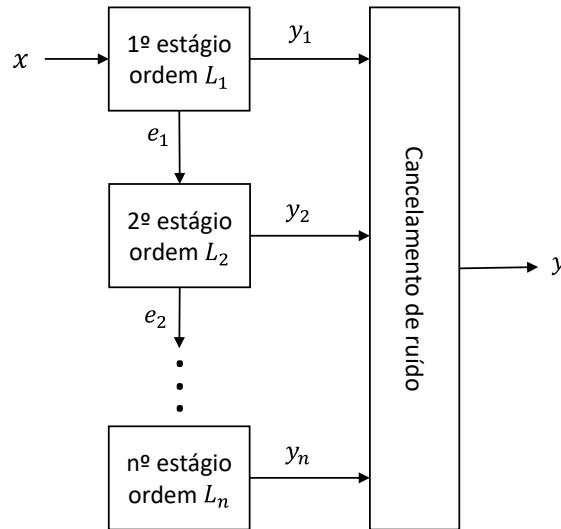 x
1º estágio
ordem L₁
y₁
e₁
2º estágio
ordem L₂
y₂
e₂
Cancelamento de ruído
y
nº estágio
ordem Lₙ
yₙ